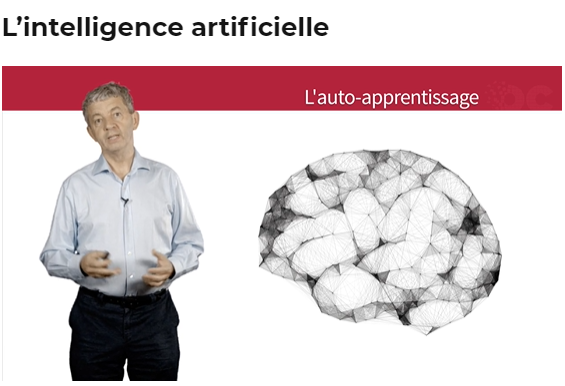 L’intelligence artificielle
L'auto-apprentissage